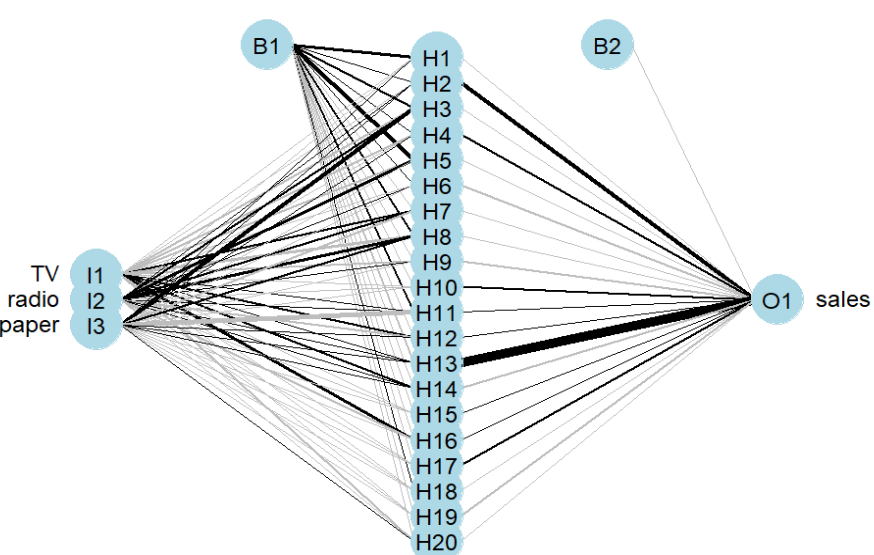 B1
B2
H1
H2
H3
H4
H5
H6
H7
H8
H9
H10
H11
H12
H13
H14
H15
H16
H17
H18
H19
H20
TV I1
radio I2
paper I3
O1 sales